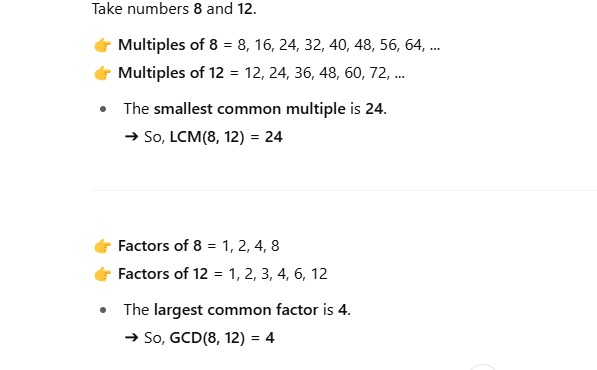 Take numbers 8 and 12.
👉 Multiples of 8 = 8, 16, 24, 32, 40, 48, 56, 64, ...
👉 Multiples of 12 = 12, 24, 36, 48, 60, 72, ...
• The smallest common multiple is 24.
➔ So, LCM(8, 12) = 24
👉 Factors of 8 = 1, 2, 4, 8
👉 Factors of 12 = 1, 2, 3, 4, 6, 12
• The largest common factor is 4.
➔ So, GCD(8, 12) = 4